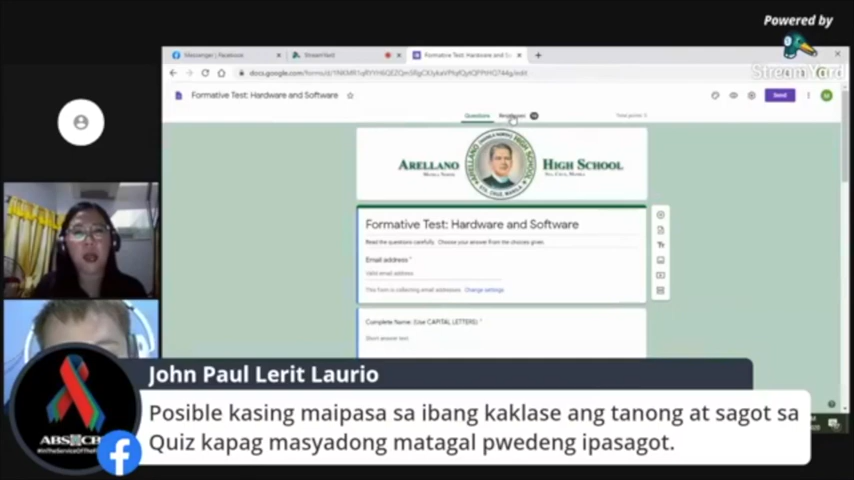 Powered by
StreamYard
Messenger | Facebook
StreamYard
Formative Test: Hardware and So
Formative Test: Hardware and Software
Send
Questions
Responses
Total points:
ARELLANO
HIGH SCHOOL
Formative Test: Hardware and Software
Read the questions carefully. Choose your answer from the choices given.
Email address *
Valid email address
This form is collecting email addresses. Change settings
Complete Name: (Use CAPITAL LETTERS) *
Short answer text
John Paul Lerit Laurio
Posible kasing maipasa sa ibang kaklase ang tanong at sagot sa
Quiz kapag masyadong matagal pwedeng ipasagot.